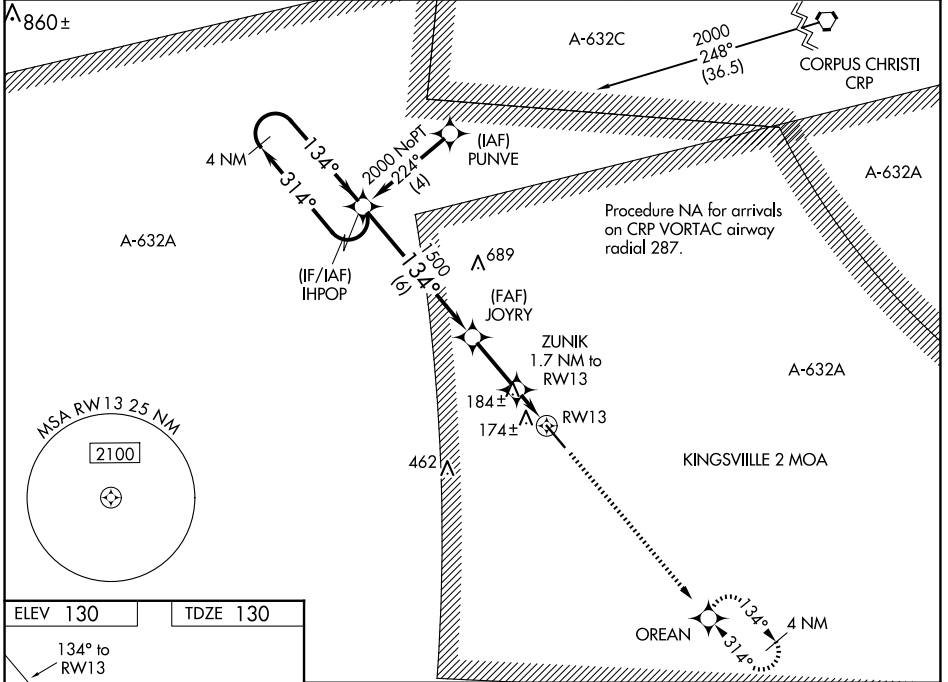 860±
A-632C
2000
248°
(36.5)
CORPUS CHRISTI
CRP
4 NM
134°
314°
2000 NoPT
224°
(4)
(IAF)
PUNVE
A-632A
A-632A
Procedure NA for arrivals
on CRP VORTAC airway
radial 287.
(IF/IAF)
IHPOP
1500
134°
(6)
689
(FAF)
JOYRY
ZUNIK
1.7 NM to
RW13
A-632A
184±
174±
RW13
MSA RW13 25 NM
2100
462
KINGSVIILLE 2 MOA
ELEV 130
TDZE 130
134° to
RW13
OREAN
134°
314°
4 NM